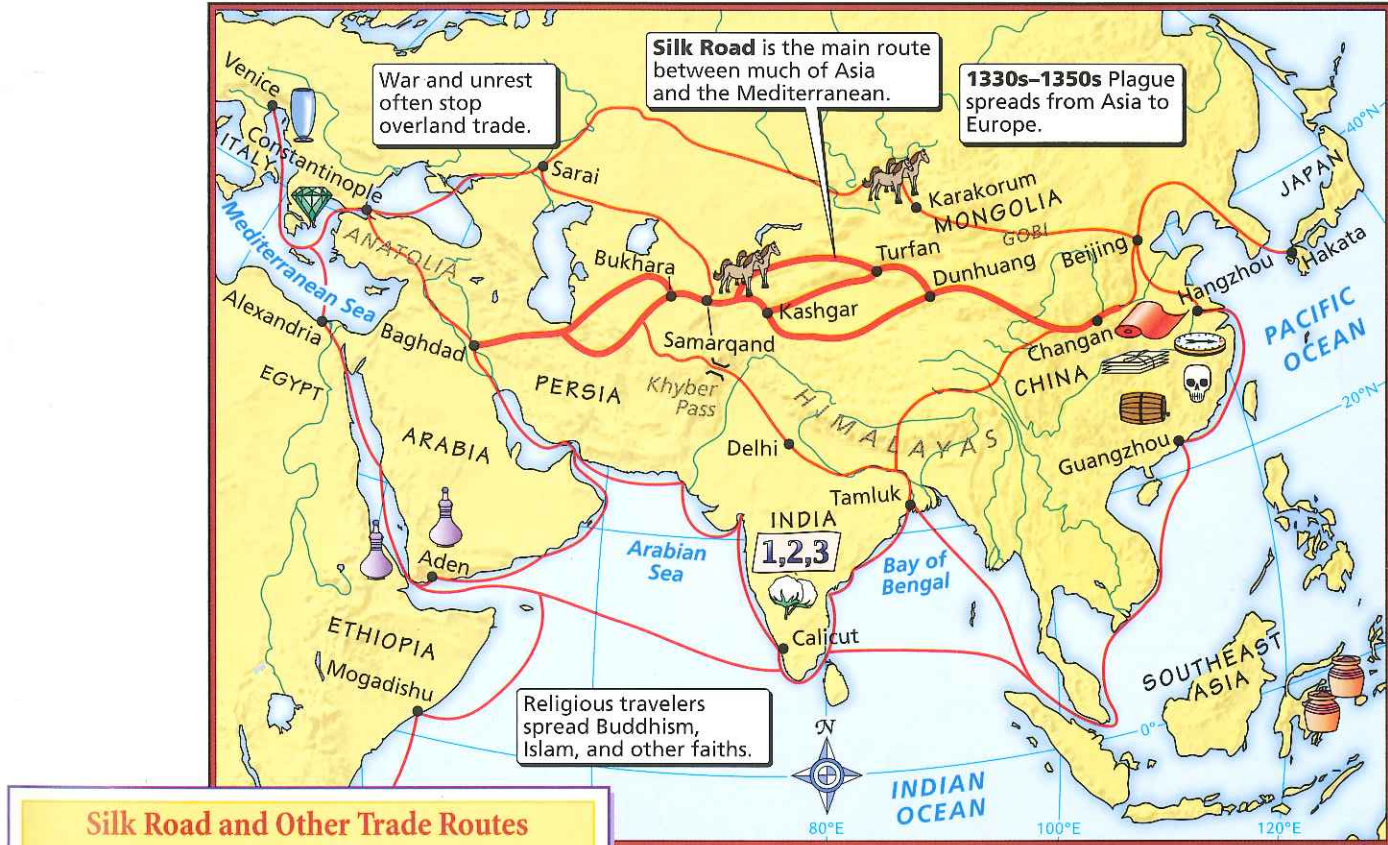 Venice
ITALY
Constantinople
Mediterranean Sea
ANATOLIA
Alexandria
EGYPT
Baghdad
War and unrest
often stop
overland trade.
Sarai
Silk Road is the main route
between much of Asia
and the Mediterranean.
1330s–1350s Plague
spreads from Asia to
Europe.
40°N
JAPAN
Karakorum
MONGOLIA
GOBI
Turfan
Dunhuang
Beijing
Hangzhou
Hakata
Bukhara
Kashgar
Samarqand
Changan
CHINA
PACIFIC
OCEAN
20°N
PERSIA
Khyber
Pass
HIMALAYAS
ARABIA
Delhi
Guangzhou
Tamluk
INDIA
1,2,3
Arabian
Sea
Bay of
Bengal
Aden
ETHIOPIA
Calicut
Mogadishu
SOUTHEAST
ASIA
Religious travelers
spread Buddhism,
Islam, and other faiths.
N
0°
INDIAN
OCEAN
80°E
100°E
120°E
Silk Road and Other Trade Routes